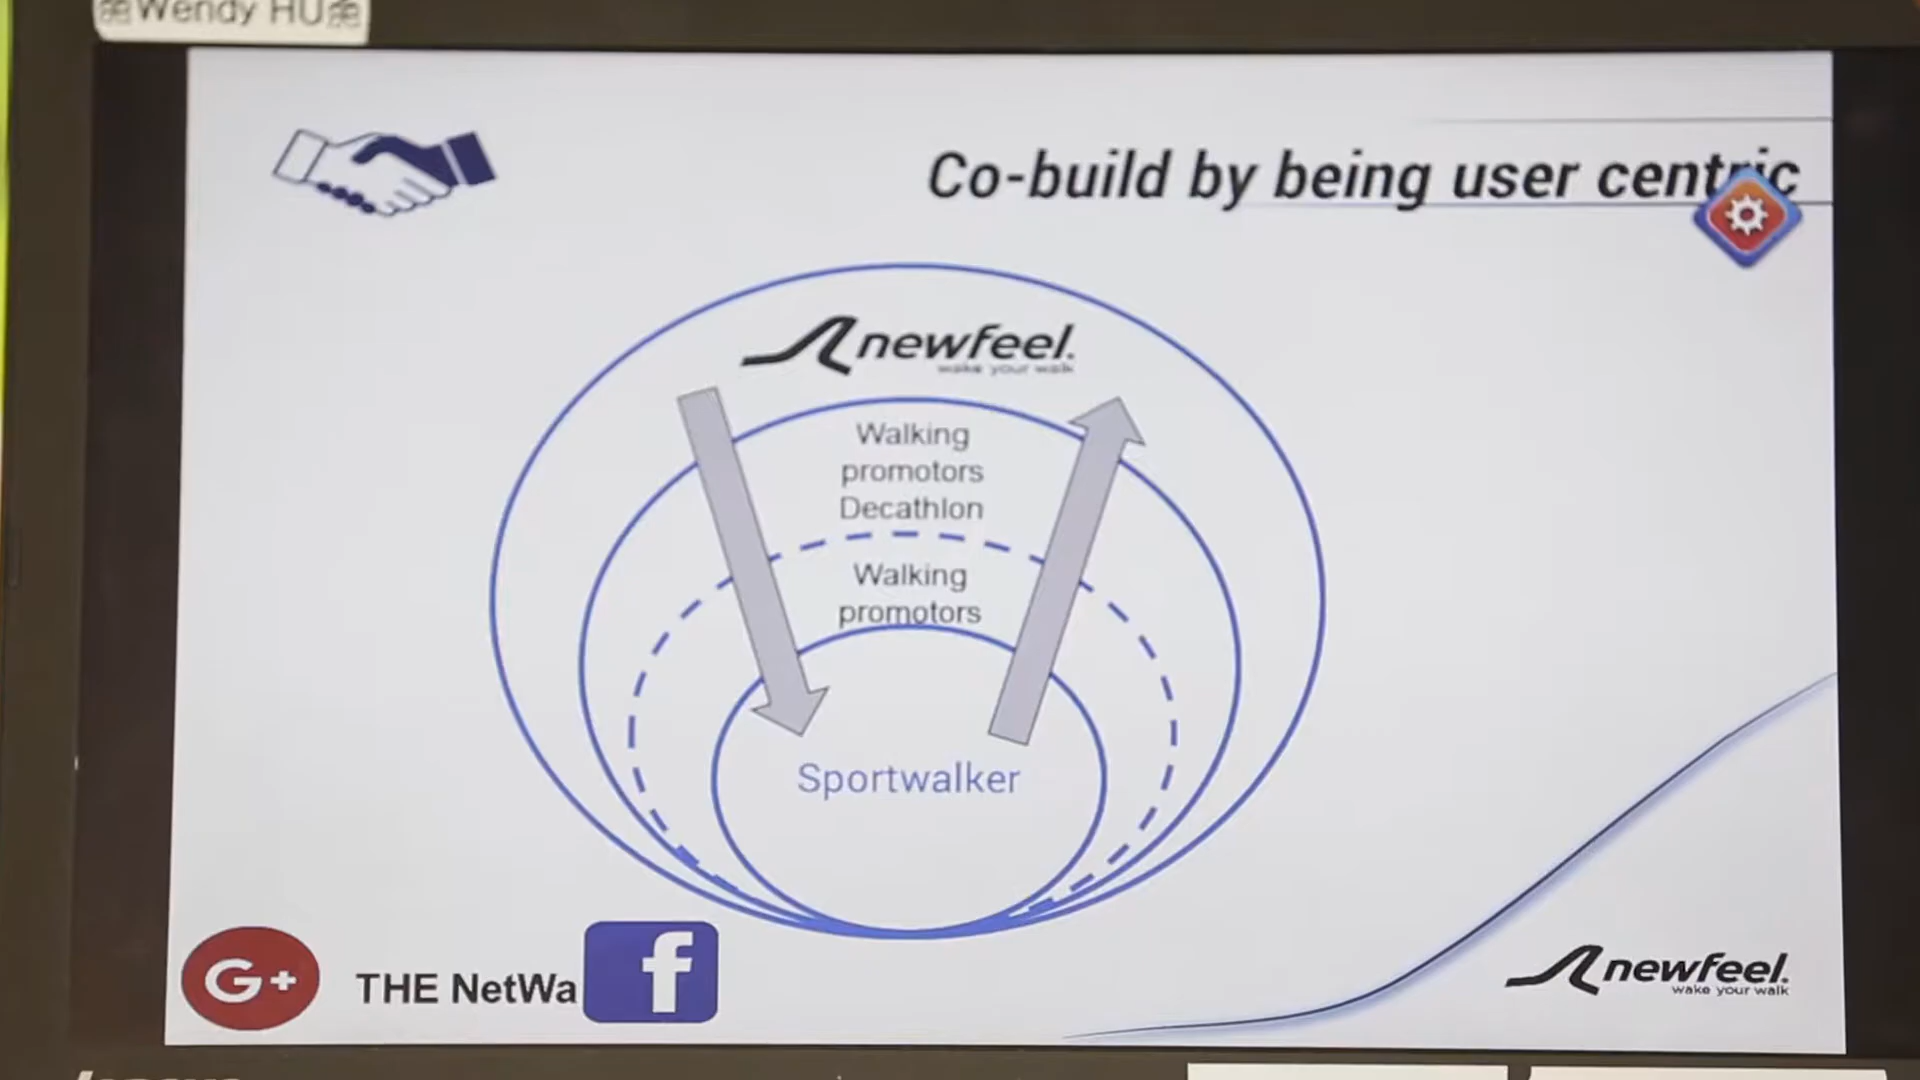 Wendy HU
Co-build by being user centric
newfeel.
wake your walk
Walking
promotors
Decathlon
Walking
promotors
Sportwalker
G+
THE NetWa
f
newfeel.
wake your walk